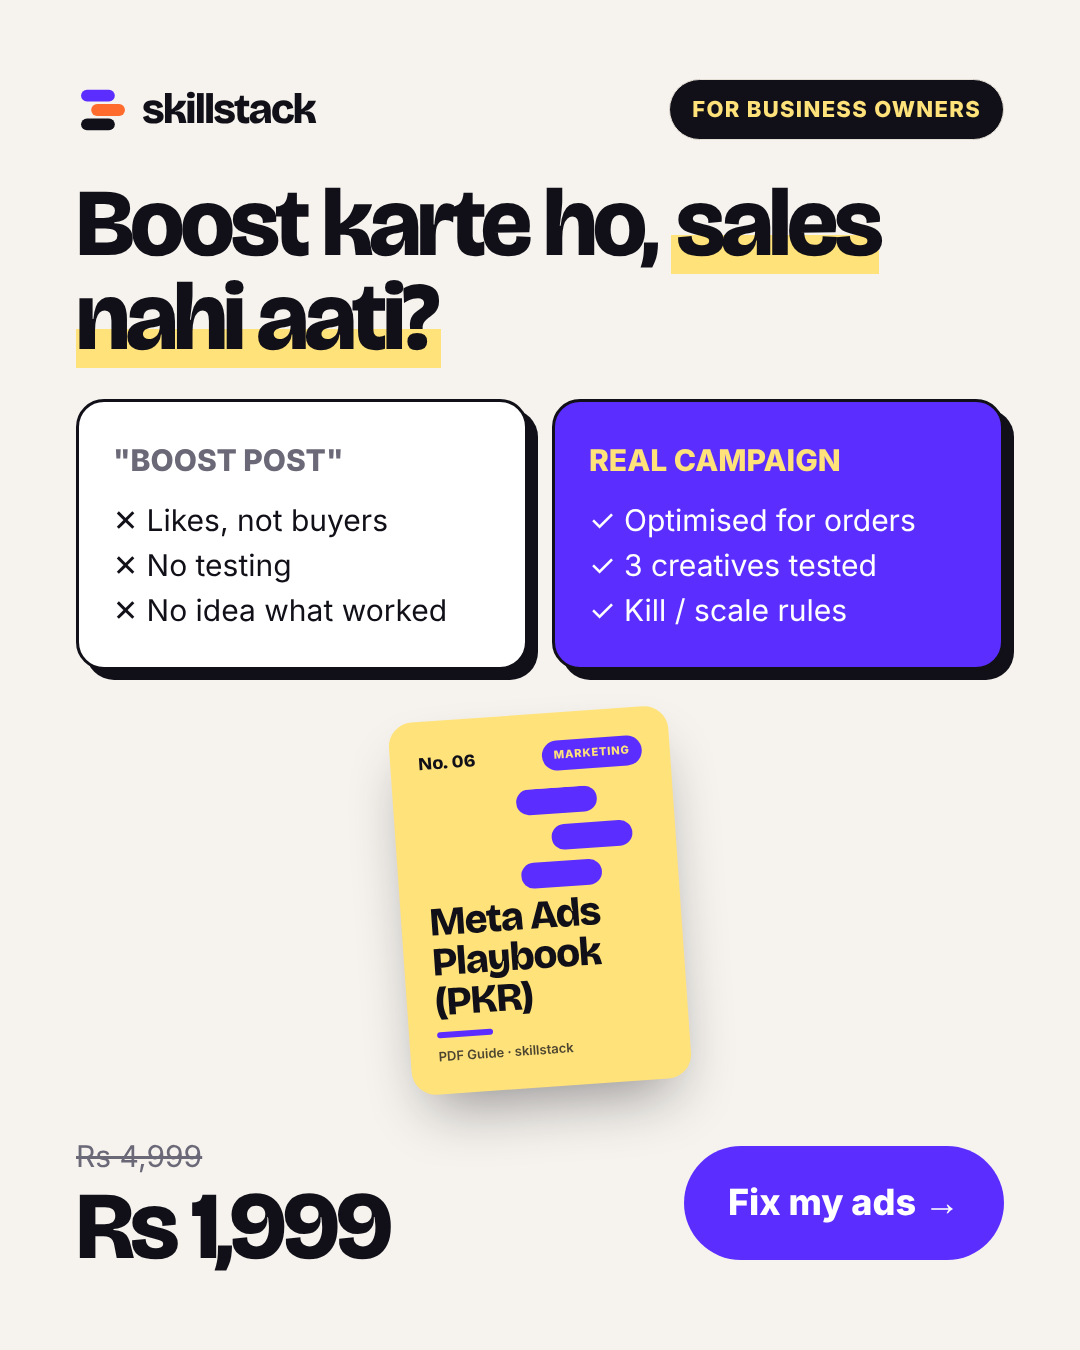 skillstack
FOR BUSINESS OWNERS
Boost karte ho, sales
nahi aati?
"BOOST POST"
✕ Likes, not buyers
✕ No testing
✕ No idea what worked
REAL CAMPAIGN
✓ Optimised for orders
✓ 3 creatives tested
✓ Kill / scale rules
No. 06
MARKETING
Meta Ads
Playbook
(PKR)
PDF Guide · skillstack
Rs 4,999
Rs 1,999
Fix my ads →